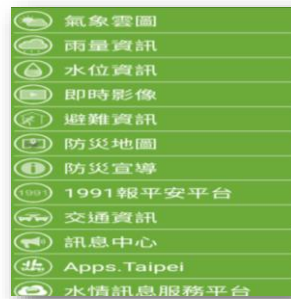 氣象雲圖
雨量資訊
水位資訊
即時影像
避難資訊
防災地圖
防災宣導
1991 1991報平安平台
交通資訊
訊息中心
Apps.Taipei
水情訊息服務平台